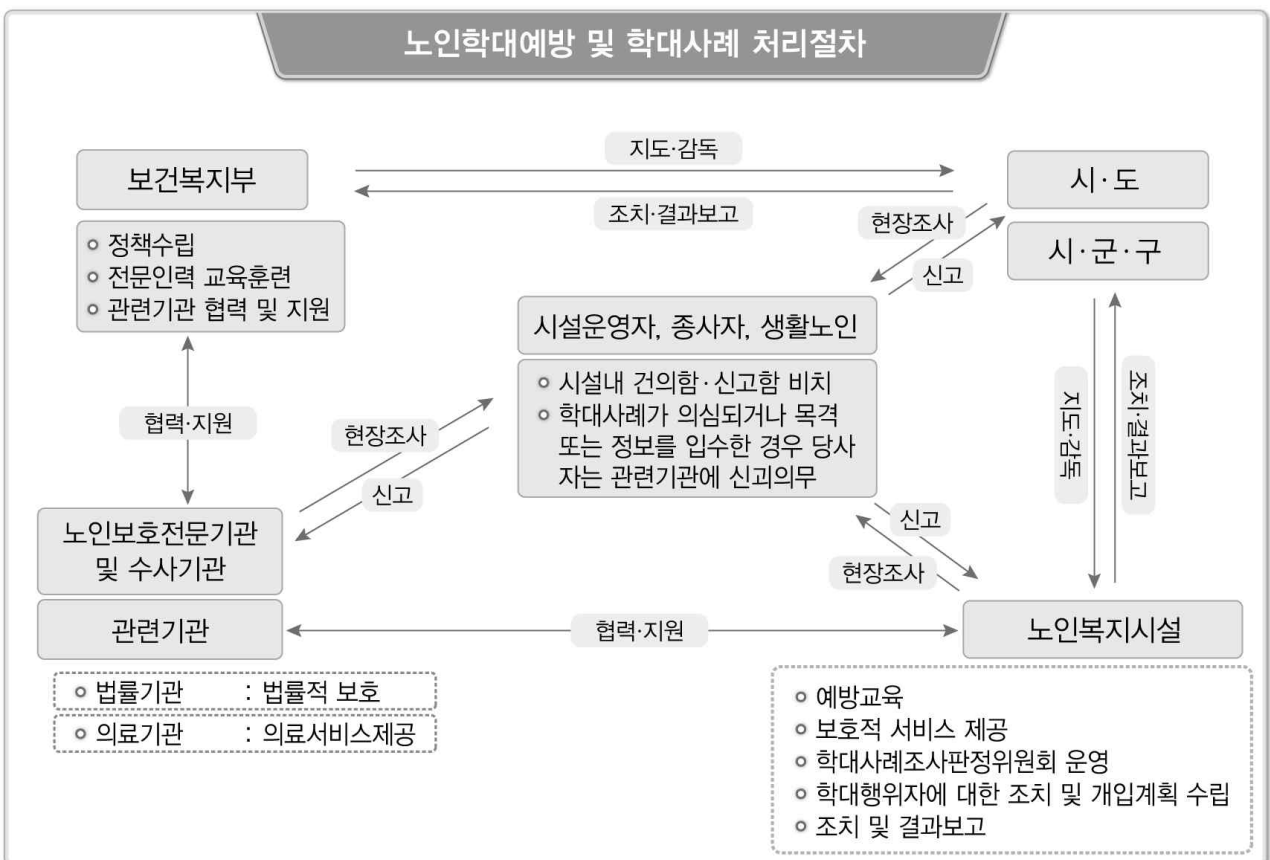 노인학대예방 및 학대사례 처리절차
보건복지부
지도·감독
조치·결과보고
시·도
시·군·구
정책수립
전문인력 교육훈련
관련기관 협력 및 지원
현장조사
신고
시설운영자, 종사자, 생활노인
시설내 건의함·신고함 비치
학대사례가 의심되거나 목격
또는 정보를 입수한 경우 당사
자는 관련기관에 신괴의무
협력·지원
현장조사
신고
지도·감독
조치·결과보고
신고
현장조사
노인보호전문기관
및 수사기관
관련기관
협력·지원
노인복지시설
법률기관 : 법률적 보호
의료기관 : 의료서비스제공
예방교육
보호적 서비스 제공
학대사례조사판정위원회 운영
학대행위자에 대한 조치 및 개입계획 수립
조치 및 결과보고